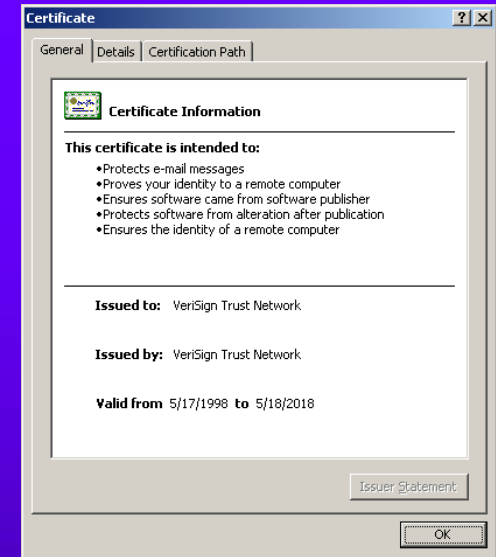 Certificate
? X
General
Details
Certification Path
Certificate Information
This certificate is intended to:
•Protects e-mail messages
•Proves your identity to a remote computer
•Ensures software came from software publisher
•Protects software from alteration after publication
•Ensures the identity of a remote computer
Issued to: VeriSign Trust Network
Issued by: VeriSign Trust Network
Valid from 5/17/1998 to 5/18/2018
Issuer Statement
OK